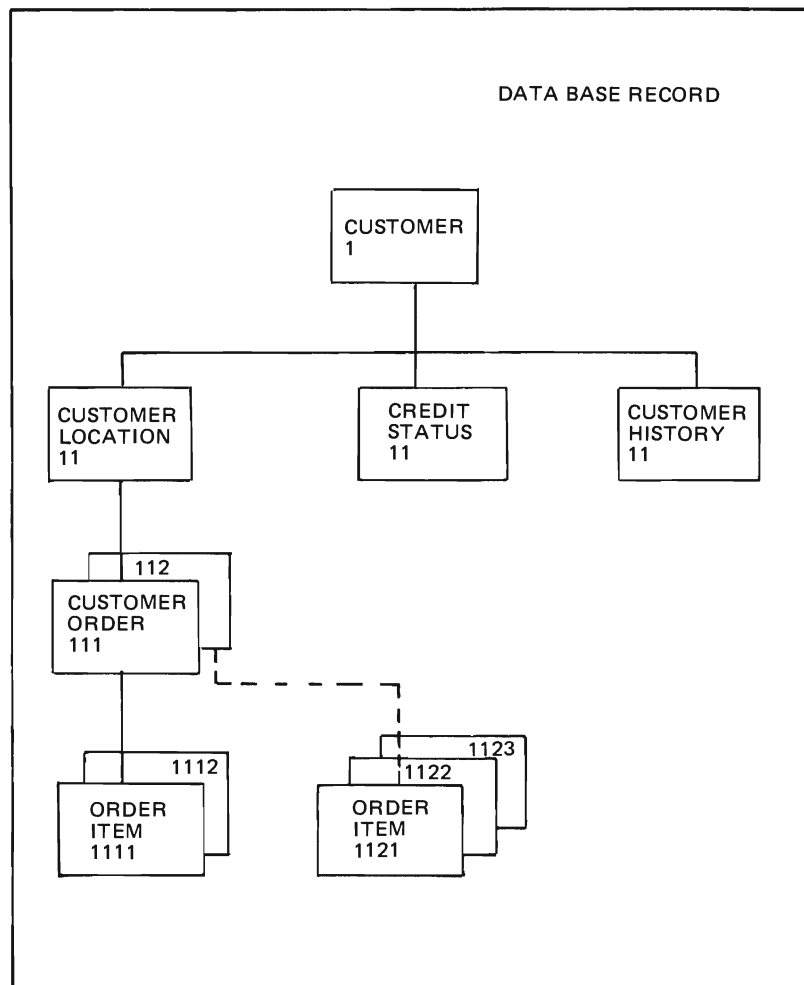 DATA BASE RECORD
CUSTOMER
1
CUSTOMER
LOCATION
11
CREDIT
STATUS
11
CUSTOMER
HISTORY
11
112
CUSTOMER
ORDER
111
1112
ORDER
ITEM
1111
1123
1122
ORDER
ITEM
1121